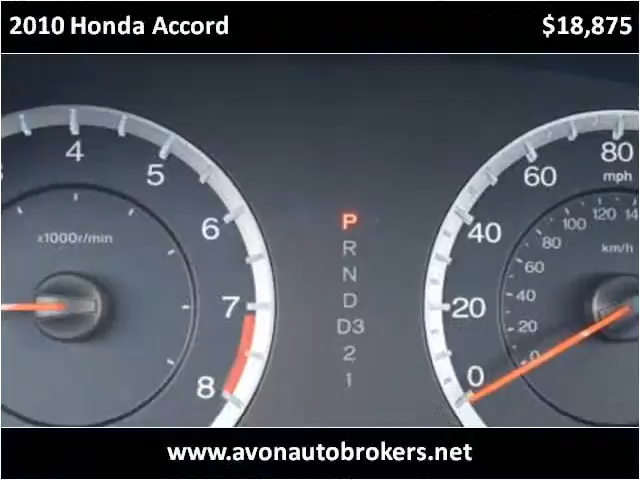 2010 Honda Accord
$18,875
4
5
6
7
8
x1000r/min
P
R
N
D
D3
2
1
80
mph
60
40
20
0
120
100
80
60
40
20
0
km/h
www.avonautobrokers.net